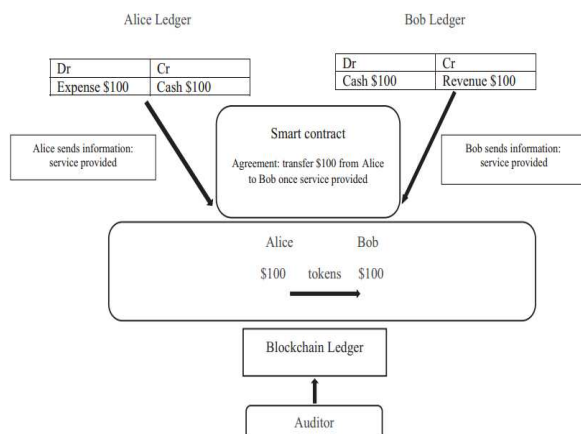 Alice Ledger
Bob Ledger
Dr Cr
Expense $100 Cash $100
Dr Cr
Cash $100 Revenue $100
Alice sends information:
service provided
Smart contract
Agreement: transfer $100 from Alice
to Bob once service provided
Bob sends information:
service provided
Alice Bob
$100 tokens $100
Blockchain Ledger
Auditor